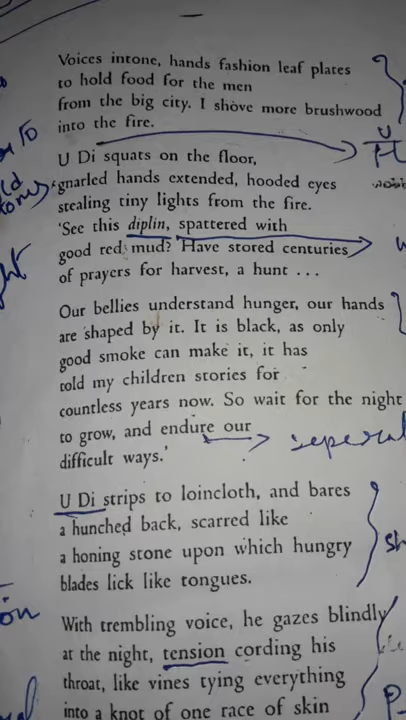 Voices intone, hands fashion leaf plates
to hold food for the men
from the big city. I shove more brushwood
into the fire.
U Di squats on the floor,
gnarled hands extended, hooded eyes
stealing tiny lights from the fire.
'See this diplin, spattered with
good red mud? Have stored centuries
of prayers for harvest, a hunt ...
Our bellies understand hunger, our hands
are shaped by it. It is black, as only
good smoke can make it, it has
told my children stories for
countless years now. So wait for the night
to grow, and endure our
difficult ways.'
U Di strips to loincloth, and bares
a hunched back, scarred like
a honing stone upon which hungry
blades lick like tongues.
With trembling voice, he gazes blindly
at the night, tension cording his
throat, like vines tying everything
into a knot of one race of skin